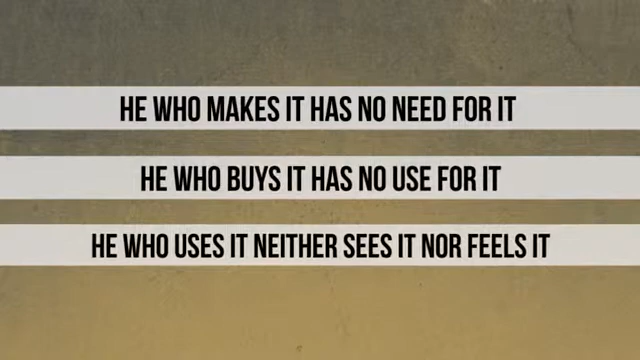 HE WHO MAKES IT HAS NO NEED FOR IT
HE WHO BUYS IT HAS NO USE FOR IT
HE WHO USES IT NEITHER SEES IT NOR FEELS IT